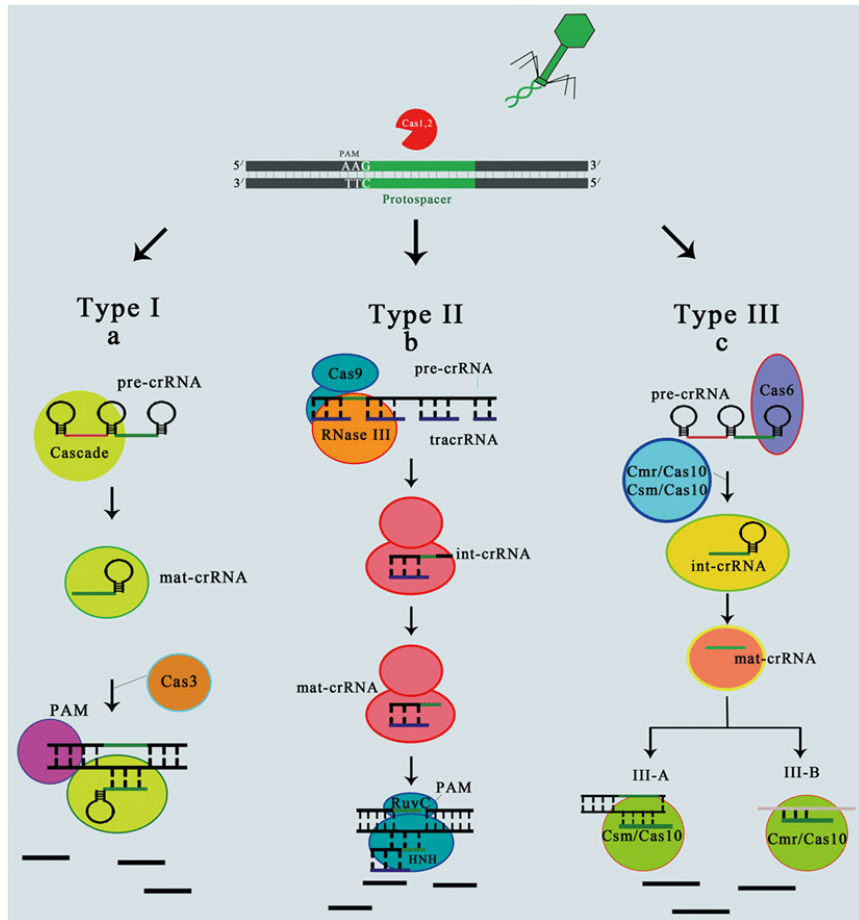 Cas1,2
PAM
5′ AAG 3′
3′ TTC 5′
Protospacer
Type I
a
pre-crRNA
Cascade
mat-crRNA
Cas3
PAM
Type II
b
Cas9
pre-crRNA
RNase III
tracrRNA
int-crRNA
mat-crRNA
PAM
RuvC
HNH
Type III
c
Cas6
pre-crRNA
Cmr/Cas10
Csm/Cas10
int-crRNA
mat-crRNA
III-A
III-B
Csm/Cas10
Cmr/Cas10